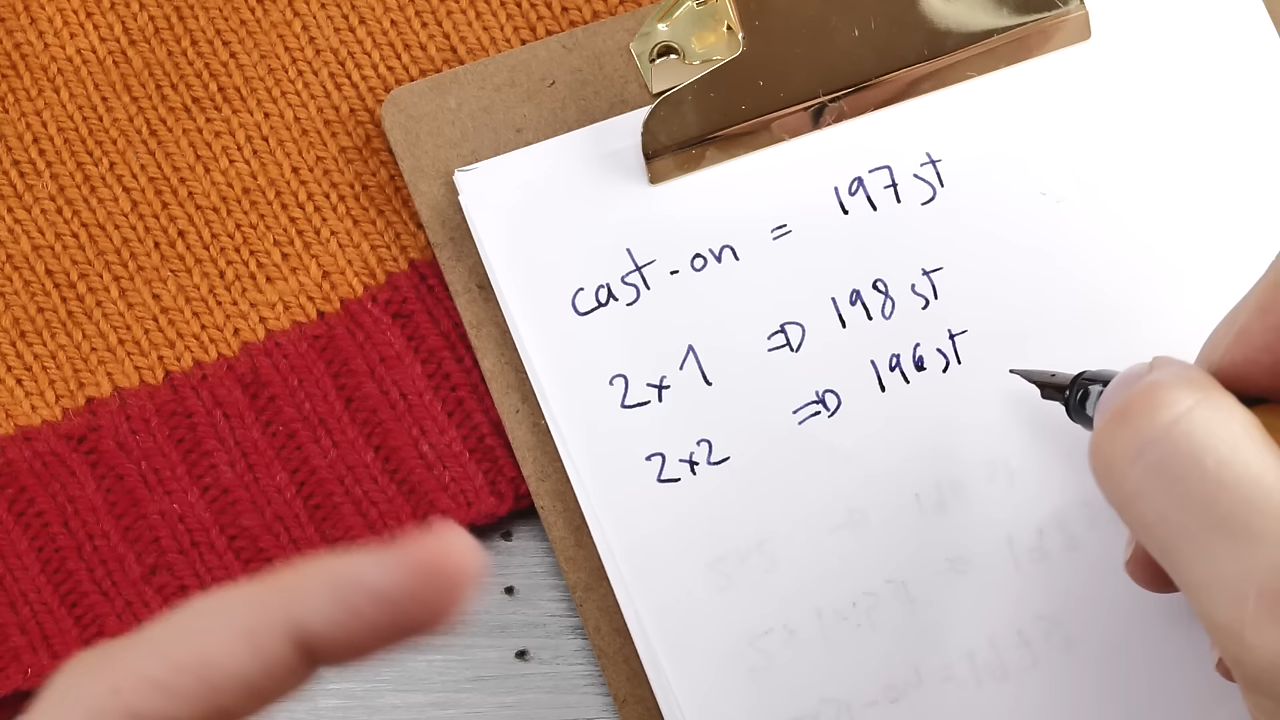 cast-on = 197 st
2x1 ⇒ 198 st
2x2 ⇒ 196 st